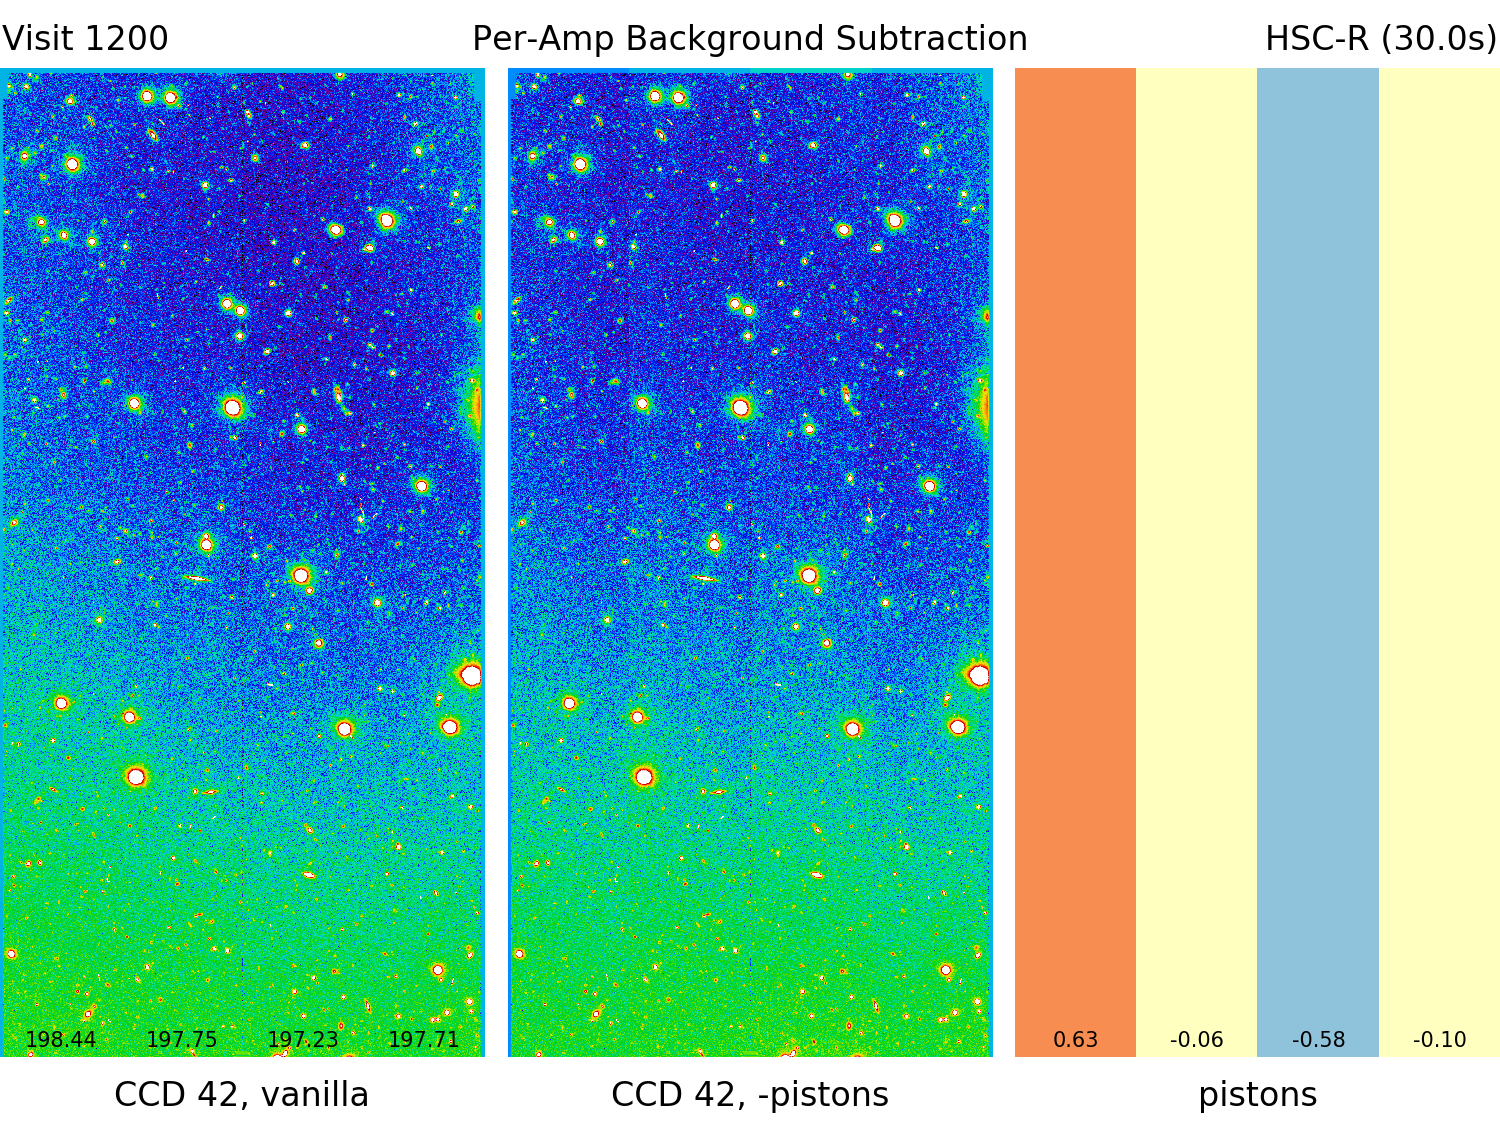 Visit 1200 Per-Amp Background Subtraction HSC-R (30.0s)
198.44 197.75 197.23 197.71 0.63 -0.06 -0.58 -0.10
CCD 42, vanilla CCD 42, -pistons pistons